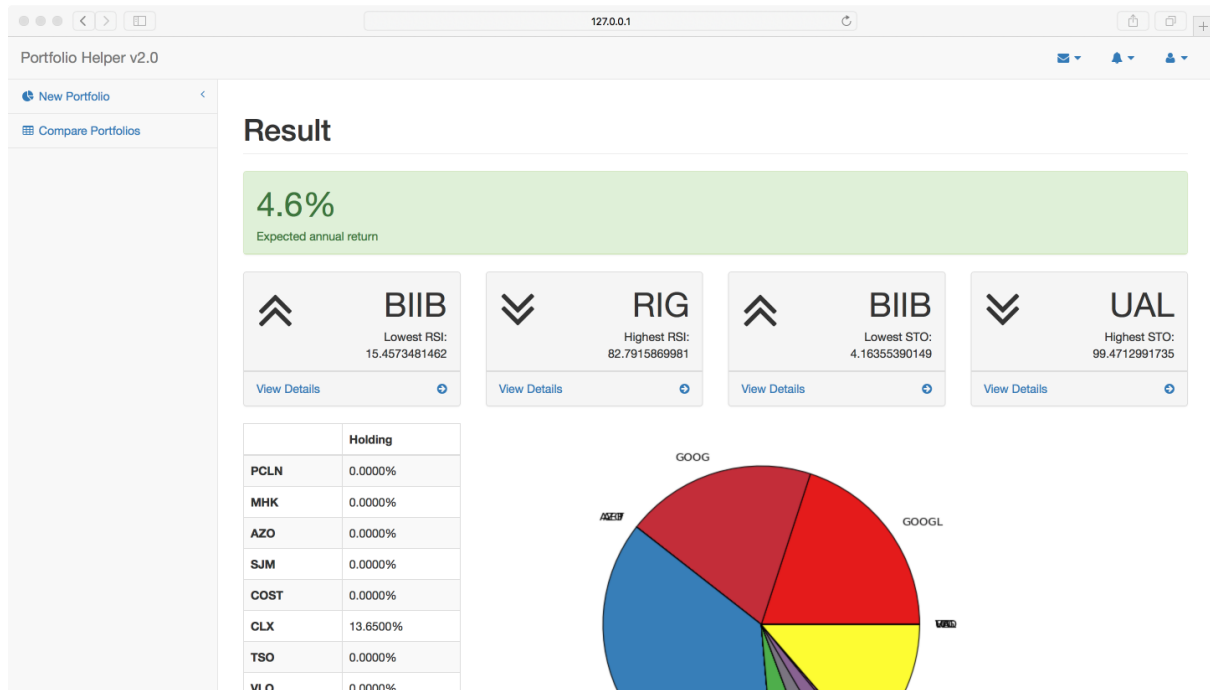 127.0.0.1
Portfolio Helper v2.0
New Portfolio
Compare Portfolios
Result
4.6%
Expected annual return
BIIB
Lowest RSI:
15.4573481462
View Details
RIG
Highest RSI:
82.7915869981
View Details
BIIB
Lowest STO:
4.16355390149
View Details
UAL
Highest STO:
99.4712991735
View Details
Holding
PCLN 0.0000%
MHK 0.0000%
AZO 0.0000%
SJM 0.0000%
COST 0.0000%
CLX 13.6500%
TSO 0.0000%
VLO 0.0000%
GOOG
GOOGL